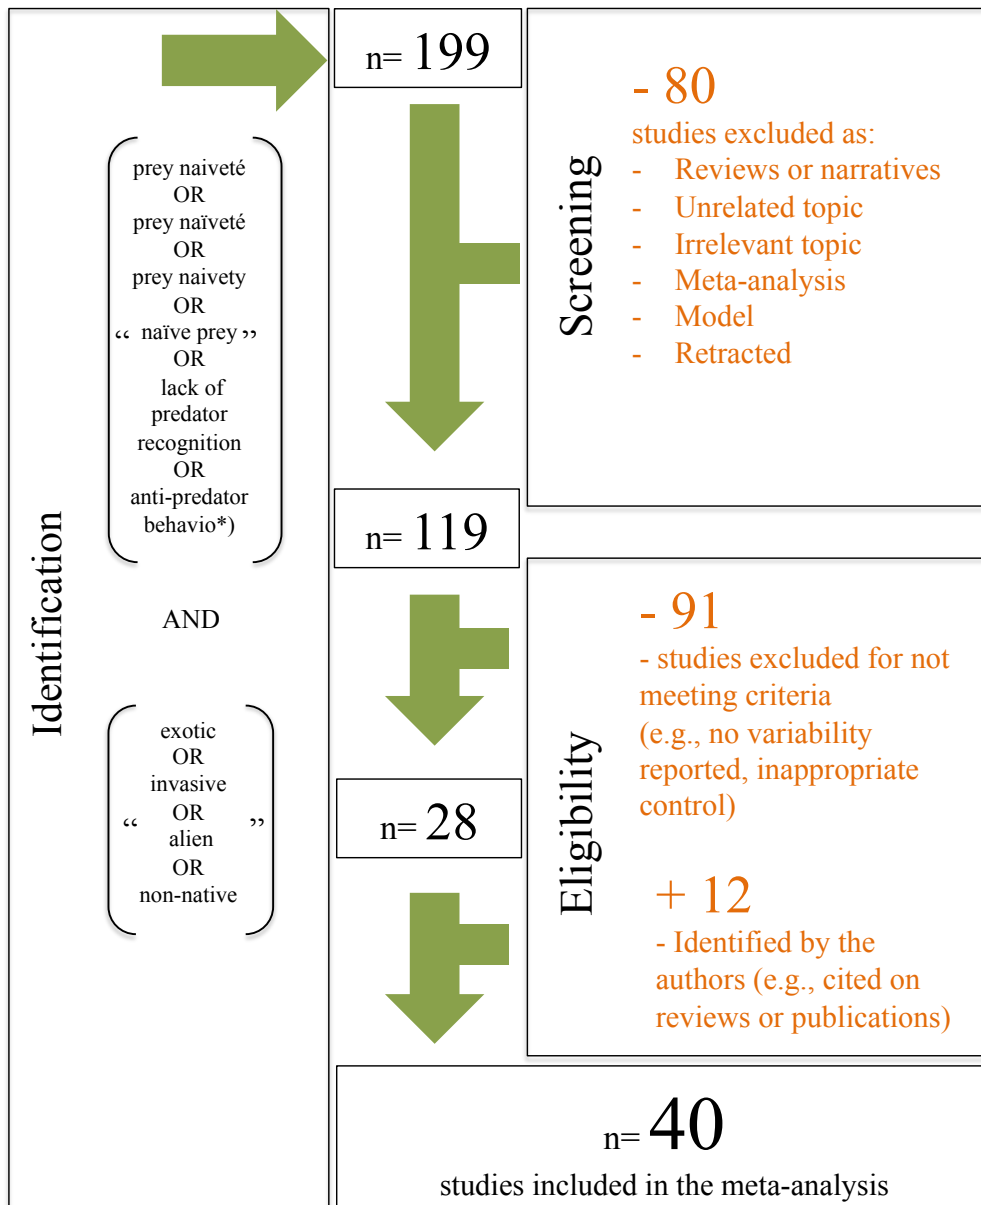 Identification
prey naiveté
OR
prey naïveté
OR
prey naivety
OR
“ naïve prey ”
OR
lack of
predator
recognition
OR
anti-predator
behavio*)
AND
exotic
OR
invasive
OR
“ alien ”
OR
non-native
n= 199
Screening
- 80
studies excluded as:
- Reviews or narratives
- Unrelated topic
- Irrelevant topic
- Meta-analysis
- Model
- Retracted
n= 119
Eligibility
- 91
- studies excluded for not
meeting criteria
(e.g., no variability
reported, inappropriate
control)
n= 28
+ 12
- Identified by the
authors (e.g., cited on
reviews or publications)
n= 40
studies included in the meta-analysis